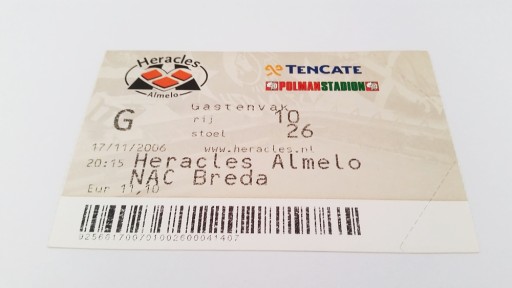 Heracles
Almelo
TENCATE
POLMANSTADION
Gastenvak
G
rij 10
stoel 26
17/11/2006 www.heracles.nl
20:15 Heracles Almelo
NAC Breda
Eur 11,10